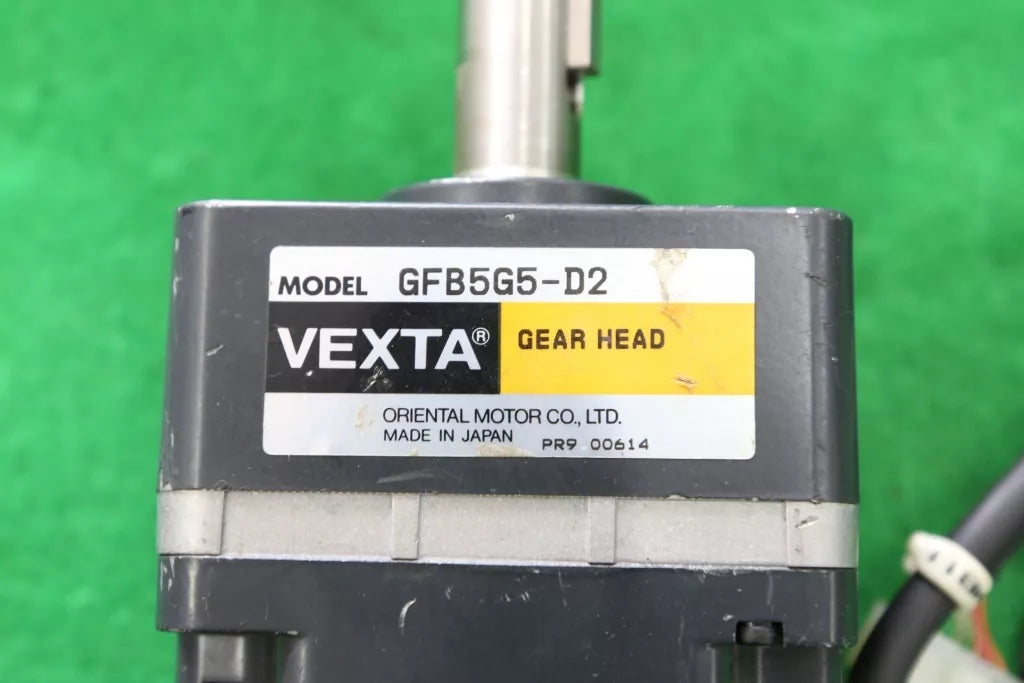 MODEL GFB5G5-D2
VEXTA® GEAR HEAD
ORIENTAL MOTOR CO., LTD.
MADE IN JAPAN PR9 00614